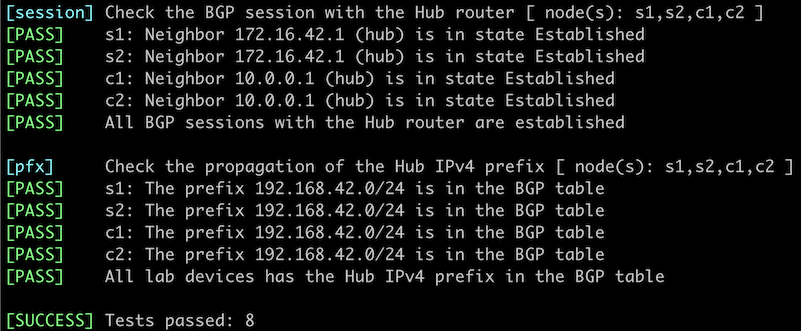 [session] Check the BGP session with the Hub router [ node(s): s1,s2,c1,c2 ]
[PASS] s1: Neighbor 172.16.42.1 (hub) is in state Established
[PASS] s2: Neighbor 172.16.42.1 (hub) is in state Established
[PASS] c1: Neighbor 10.0.0.1 (hub) is in state Established
[PASS] c2: Neighbor 10.0.0.1 (hub) is in state Established
[PASS] All BGP sessions with the Hub router are established
[pfx] Check the propagation of the Hub IPv4 prefix [ node(s): s1,s2,c1,c2 ]
[PASS] s1: The prefix 192.168.42.0/24 is in the BGP table
[PASS] s2: The prefix 192.168.42.0/24 is in the BGP table
[PASS] c1: The prefix 192.168.42.0/24 is in the BGP table
[PASS] c2: The prefix 192.168.42.0/24 is in the BGP table
[PASS] All lab devices has the Hub IPv4 prefix in the BGP table
[SUCCESS] Tests passed: 8